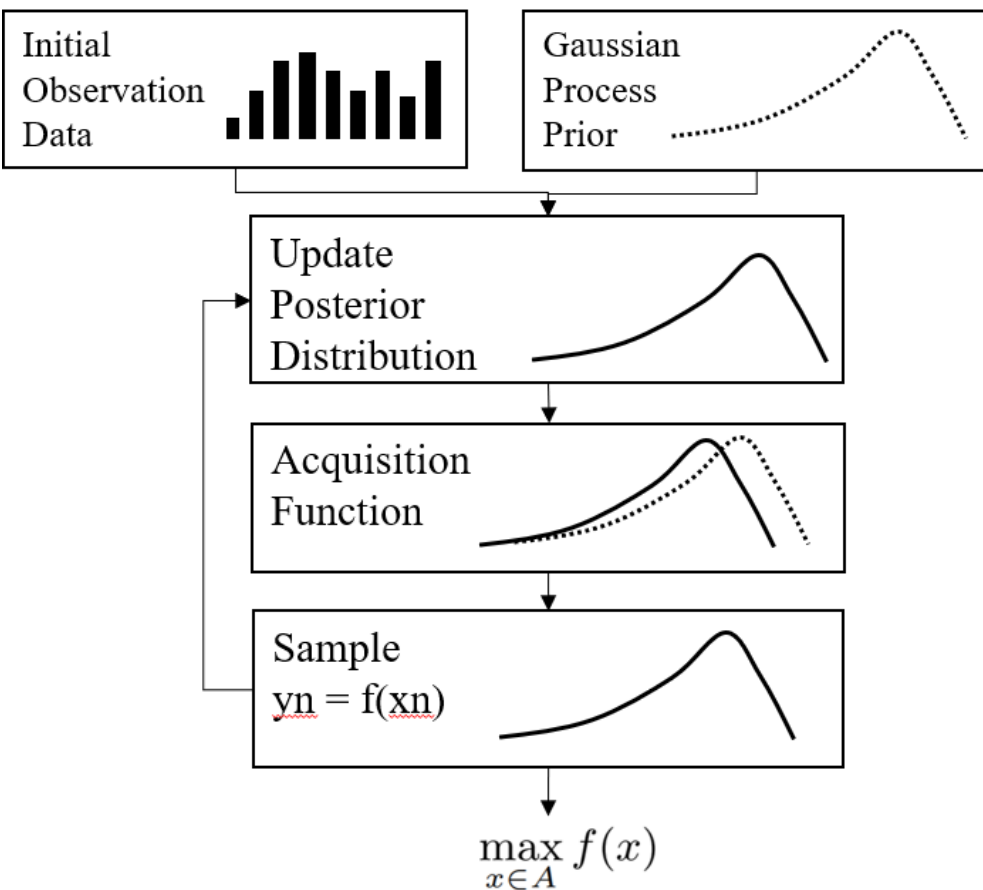 Initial
Observation
Data
Gaussian
Process
Prior
Update
Posterior
Distribution
Acquisition
Function
Sample
yn = f(xn)
max f(x)
x∈A